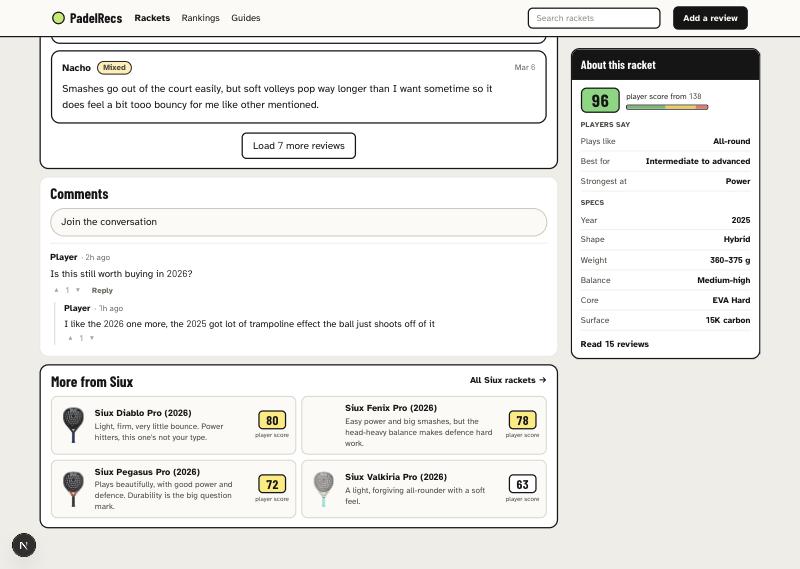 PadelRecs
Rackets
Rankings
Guides
Search rackets
Add a review
Nacho
Mixed
Mar 6
Smashes go out of the court easily, but soft volleys pop way longer than I want sometime so it
does feel a bit tooo bouncy for me like other mentioned.
Load 7 more reviews
Comments
Join the conversation
Player · 2h ago
Is this still worth buying in 2026?
▲ 1 ▼ Reply
Player · 1h ago
I like the 2026 one more, the 2025 got lot of trampoline effect the ball just shoots off of it
▲ 1 ▼
More from Siux
All Siux rackets →
Siux Diablo Pro (2026)
Light, firm, very little bounce. Power
hitters, this one's not your type.
80
player score
Siux Fenix Pro (2026)
Easy power and big smashes, but the
head-heavy balance makes defence hard
work.
78
player score
Siux Pegasus Pro (2026)
Plays beautifully, with good power and
defence. Durability is the big question
mark.
72
player score
Siux Valkiria Pro (2026)
A light, forgiving all-rounder with a soft
feel.
63
player score
About this racket
96
player score from 138
PLAYERS SAY
Plays like All-round
Best for Intermediate to advanced
Strongest at Power
SPECS
Year 2025
Shape Hybrid
Weight 360–375 g
Balance Medium-high
Core EVA Hard
Surface 15K carbon
Read 15 reviews
N